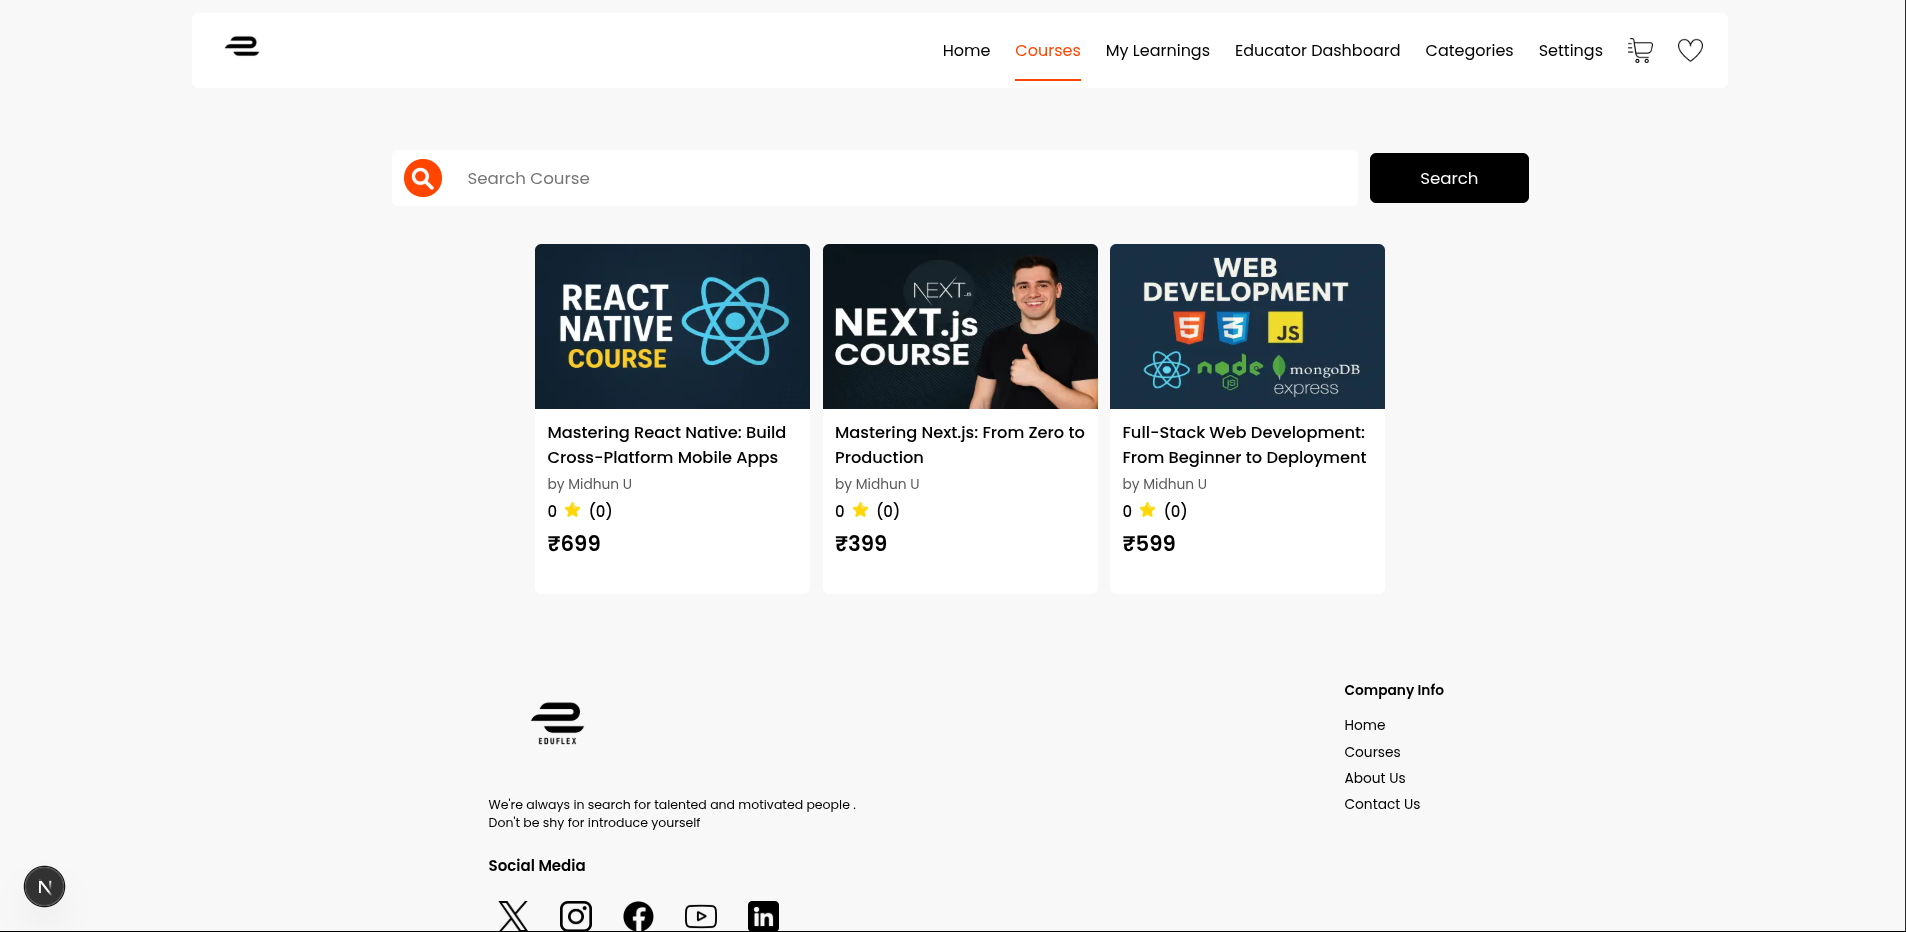 Home Courses My Learnings Educator Dashboard Categories Settings
Search Course
Search
REACT
NATIVE
COURSE
NEXT.js
NEXT.js
COURSE
WEB
DEVELOPMENT
5 3 JS
node
JS
mongoDB
express
Mastering React Native: Build
Cross-Platform Mobile Apps
by Midhun U
0 (0)
₹699
Mastering Next.js: From Zero to
Production
by Midhun U
0 (0)
₹399
Full-Stack Web Development:
From Beginner to Deployment
by Midhun U
0 (0)
₹599
EDUFLEX
We're always in search for talented and motivated people .
Don't be shy for introduce yourself
Social Media
in
Company Info
Home
Courses
About Us
Contact Us
N